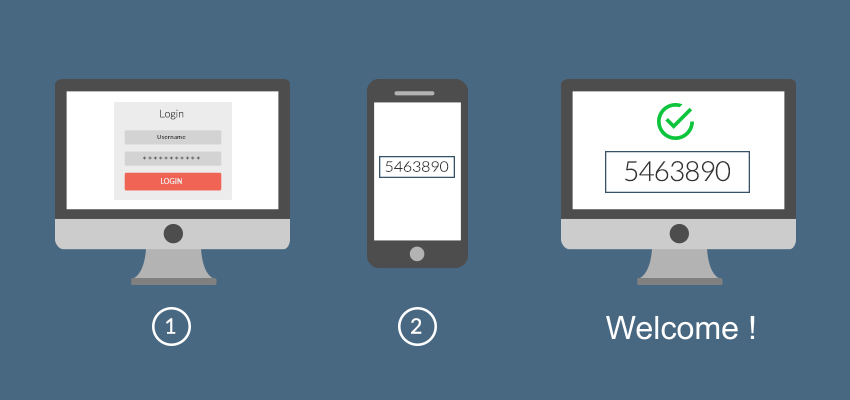 Login
Username
***********
LOGIN
1
5463890
2
5463890
Welcome !